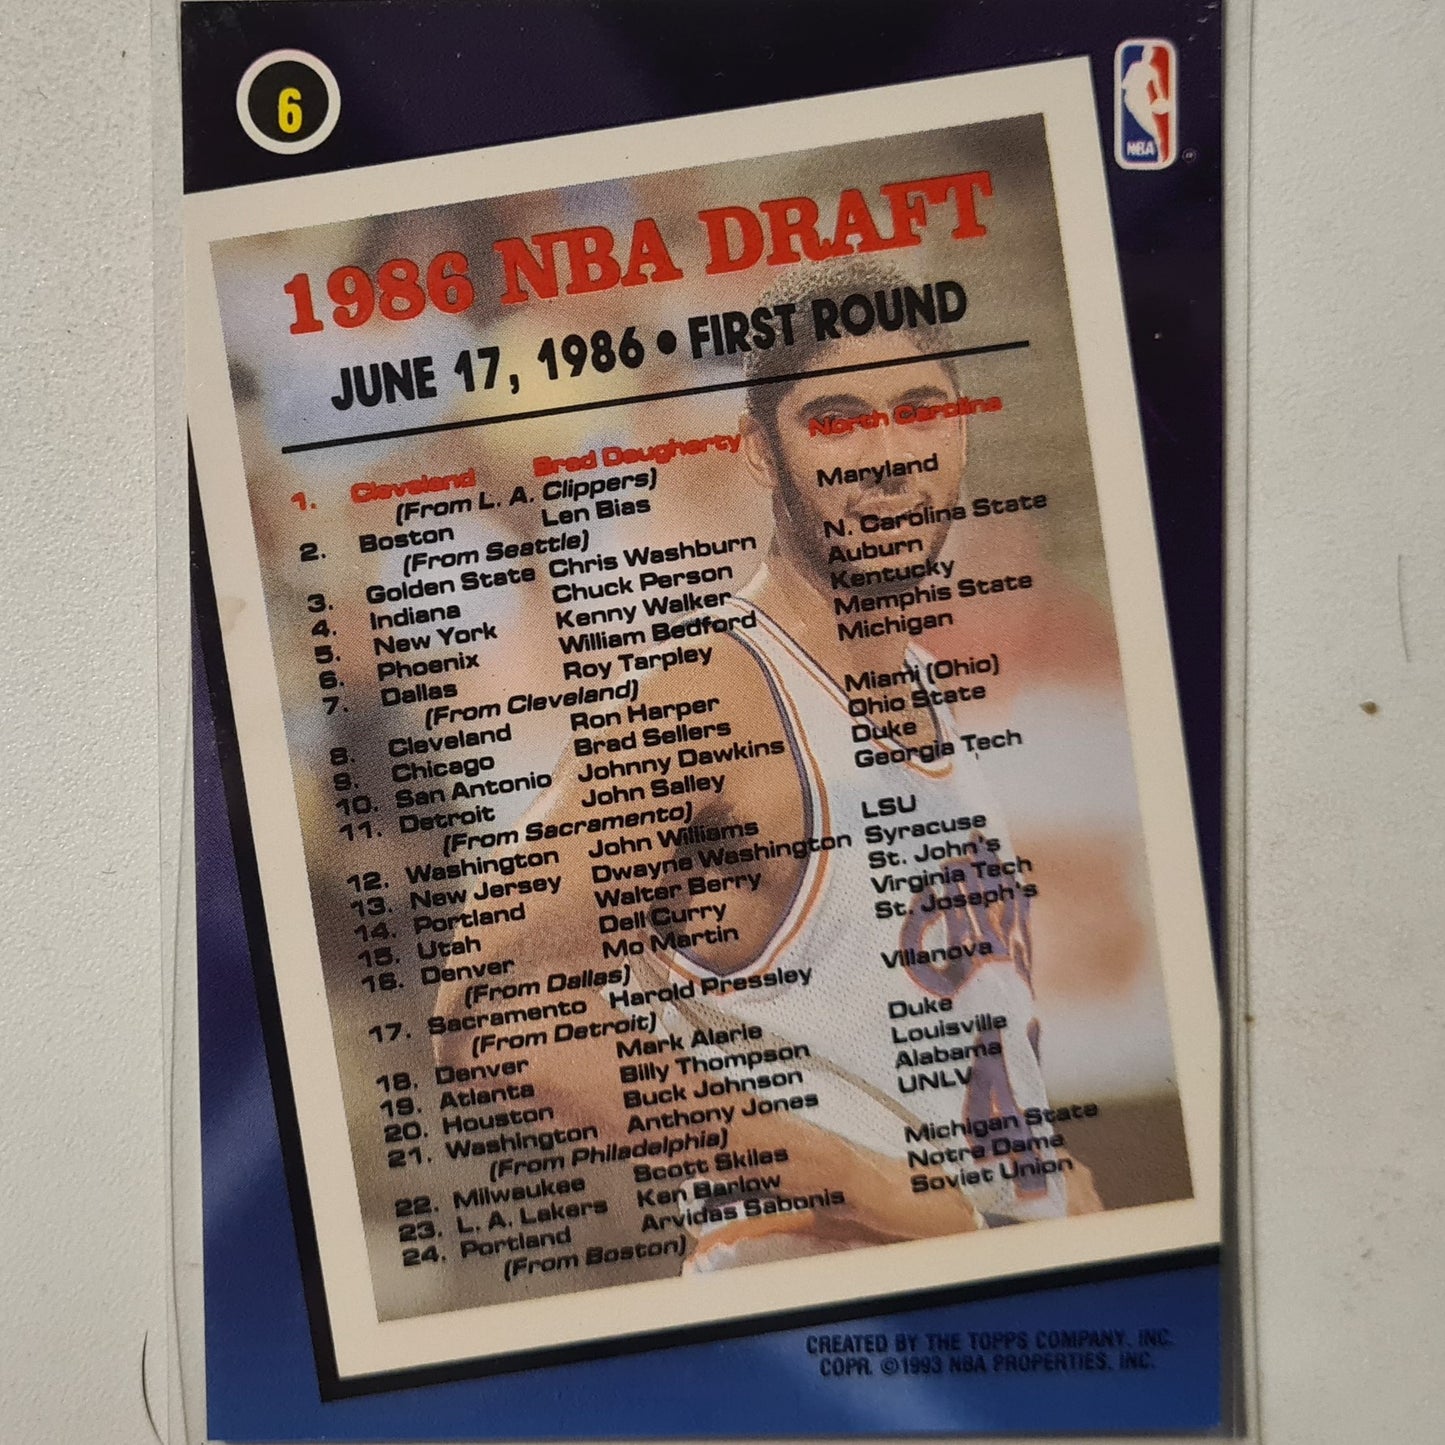 6
NBA
1986 NBA DRAFT
JUNE 17, 1986 • FIRST ROUND
1. Cleveland Brad Daugherty North Carolina
(From L. A. Clippers)
2. Boston Len Bias Maryland
(From Seattle)
3. Golden State Chris Washburn N. Carolina State
4. Indiana Chuck Person Auburn
5. New York Kenny Walker Kentucky
6. Phoenix William Bedford Memphis State
7. Dallas Roy Tarpley Michigan
(From Cleveland)
8. Cleveland Ron Harper Miami (Ohio)
9. Chicago Brad Sellers Ohio State
10. San Antonio Johnny Dawkins Duke
11. Detroit John Salley Georgia Tech
(From Sacramento)
12. Washington John Williams LSU
13. New Jersey Dwayne Washington Syracuse
14. Portland Walter Berry St. John's
15. Utah Dell Curry Virginia Tech
16. Denver Mo Martin St. Joseph's
(From Dallas)
17. Sacramento Harold Pressley Villanova
(From Detroit)
18. Denver Mark Alarie Duke
19. Atlanta Billy Thompson Louisville
20. Houston Buck Johnson Alabama
21. Washington Anthony Jones UNLV
(From Philadelphia)
22. Milwaukee Scott Skiles Michigan State
23. L. A. Lakers Ken Barlow Notre Dame
24. Portland Arvidas Sabonis Soviet Union
(From Boston)
CREATED BY THE TOPPS COMPANY, INC.
COPR. ©1993 NBA PROPERTIES, INC.